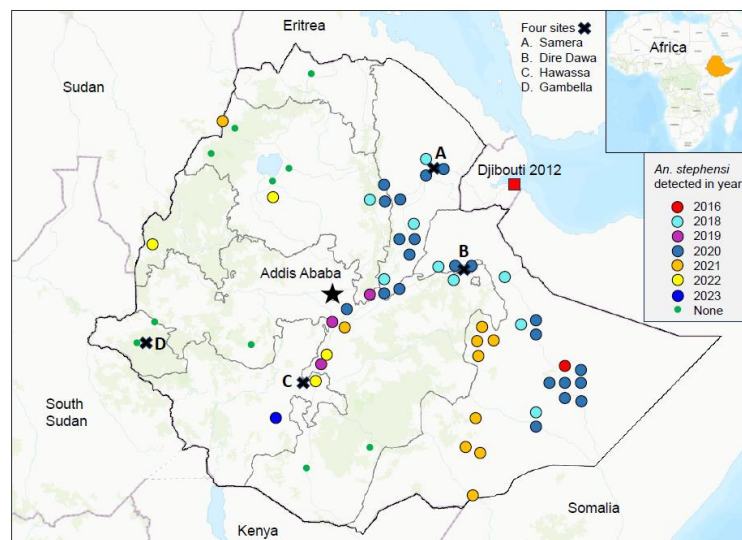 Eritrea
Four sites
A. Samera
B. Dire Dawa
C. Hawassa
D. Gambella
Africa
Sudan
A
Djibouti 2012
An. stephensi
detected in year
2016
2018
2019
2020
2021
2022
2023
None
B
Addis Ababa
D
C
South
Sudan
Somalia
Kenya